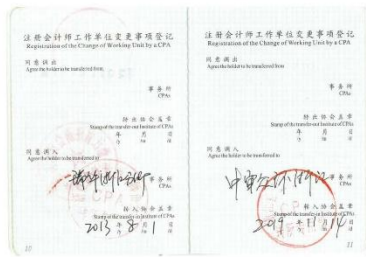 注册会计师工作单位变更事项登记
Registration of the Change of Working Unit by a CPA
同意调出
Agree the holder to be transferred from
事务所
CPAs
转出协会盖章
Stamp of the transfer-out Institute of CPAs
年 月 日
同意调入
Agree the holder to be transferred to
事务所
CPAs
转入协会盖章
Stamp of the transfer-in Institute of CPAs
2013 年 8 月 1 日
10
注册会计师工作单位变更事项登记
Registration of the Change of Working Unit by a CPA
同意调出
Agree the holder to be transferred from
事务所
CPAs
转出协会盖章
Stamp of the transfer-out Institute of CPAs
年 月 日
同意调入
Agree the holder to be transferred to
中审众环 事务所
CPAs
转入协会盖章
Stamp of the transfer-in Institute of CPAs
2019 年 11 月 14 日
11